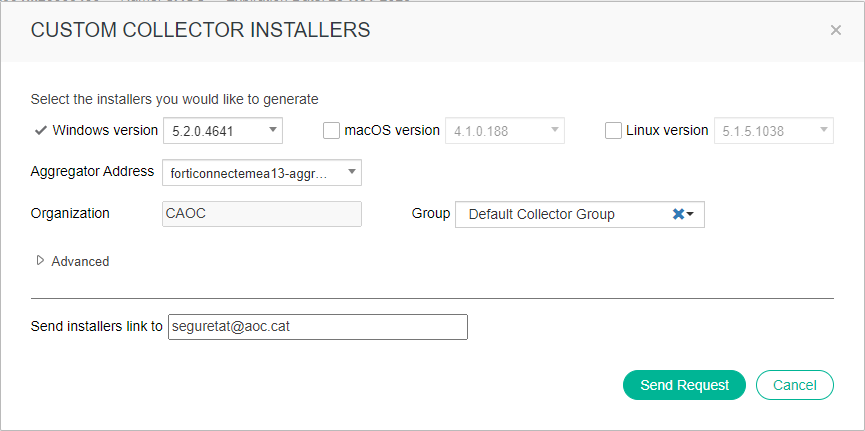 CUSTOM COLLECTOR INSTALLERS
Select the installers you would like to generate
Windows version 5.2.0.4641 macOS version 4.1.0.188 Linux version 5.1.5.1038
Aggregator Address forticonnectemea13-aggr...
Organization CAOC Group Default Collector Group
Advanced
Send installers link to seguretat@aoc.cat
Send Request Cancel